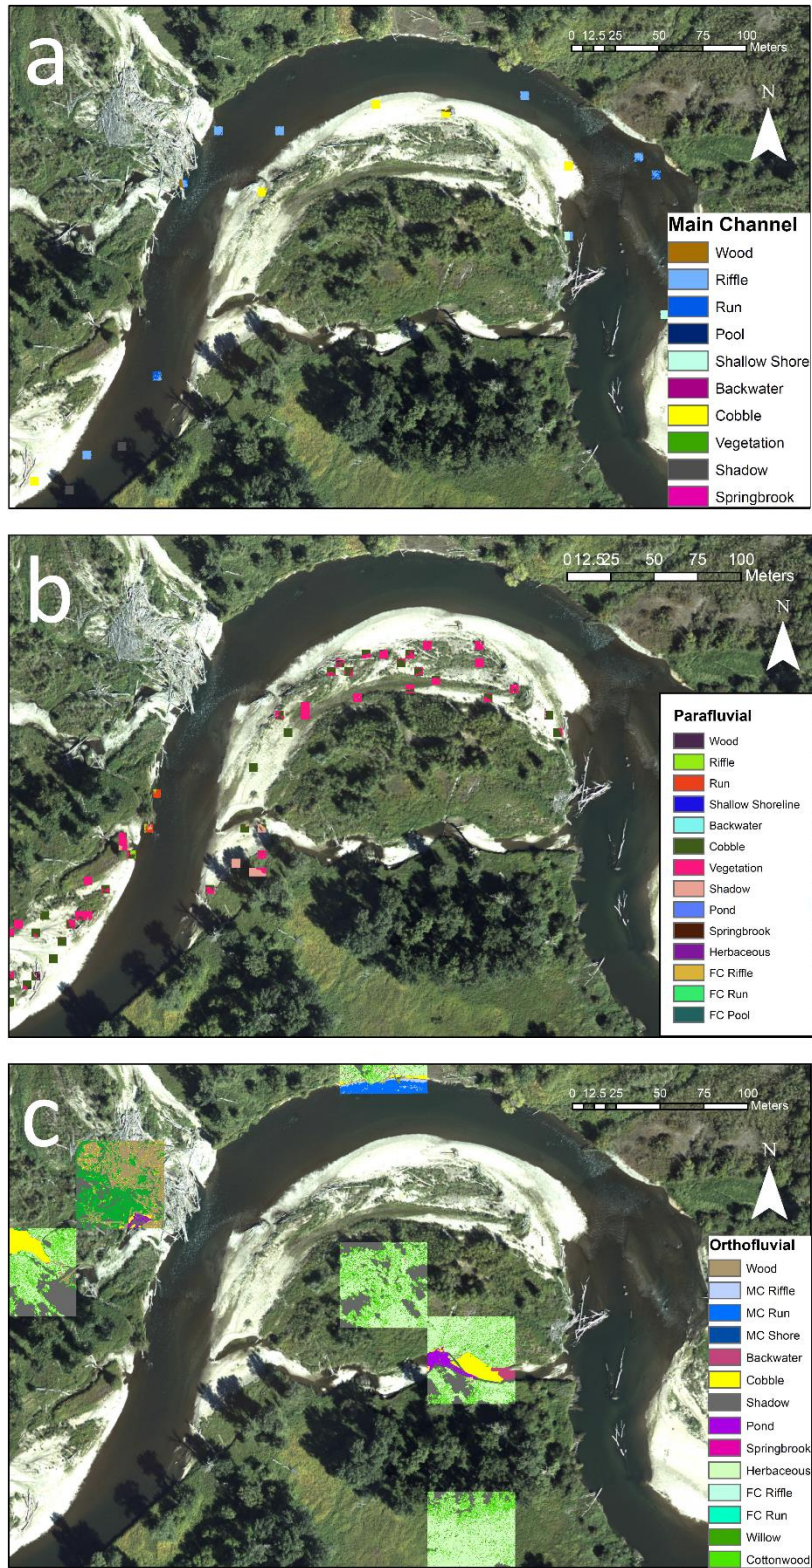 a
0 12.5 25 50 75 100
Meters
N
Main Channel
Wood
Riffle
Run
Pool
Shallow Shore
Backwater
Cobble
Vegetation
Shadow
Springbrook
b
0 12.525 50 75 100
Meters
N
Parafluvial
Wood
Riffle
Run
Shallow Shoreline
Backwater
Cobble
Vegetation
Shadow
Pond
Springbrook
Herbaceous
FC Riffle
FC Run
FC Pool
c
0 12.5 25 50 75 100
Meters
N
Orthofluvial
Wood
MC Riffle
MC Run
MC Shore
Backwater
Cobble
Shadow
Pond
Springbrook
Herbaceous
FC Riffle
FC Run
Willow
Cottonwood